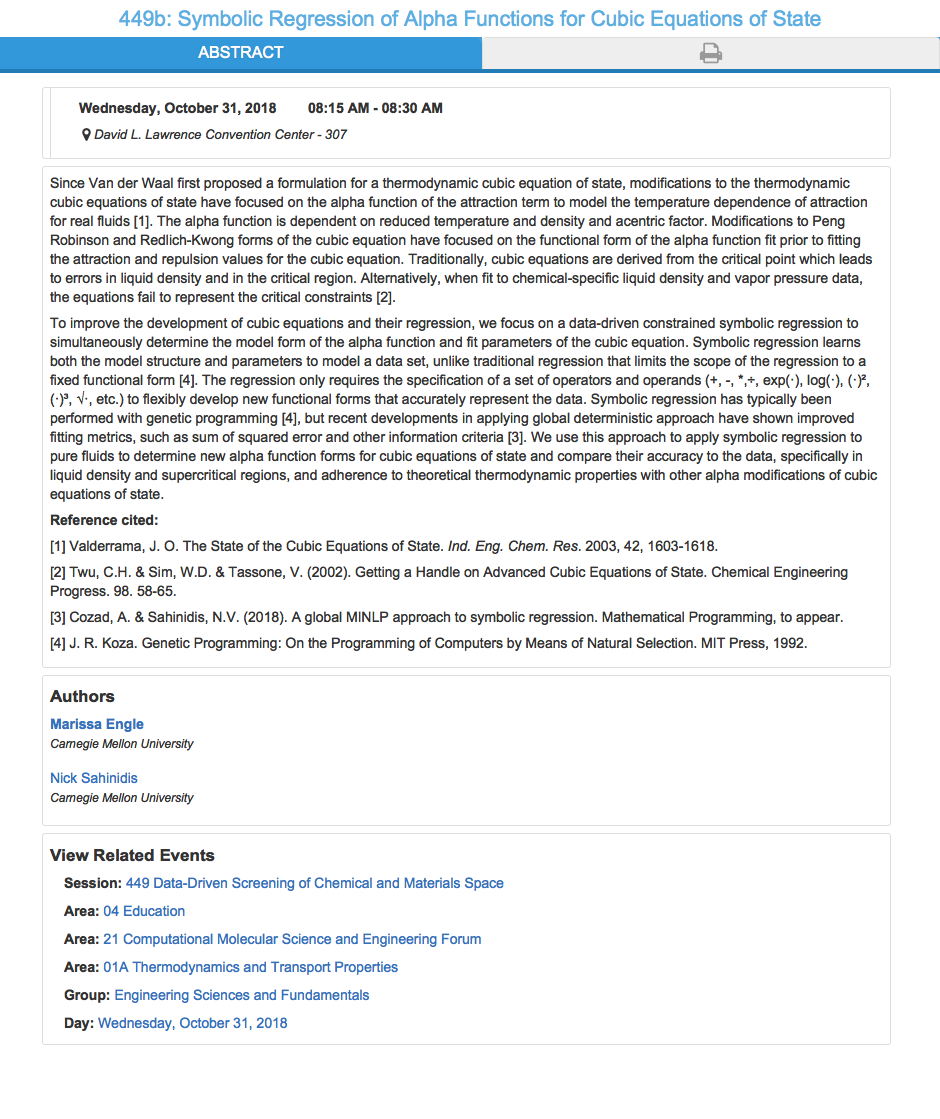 449b: Symbolic Regression of Alpha Functions for Cubic Equations of State
ABSTRACT
Wednesday, October 31, 2018 08:15 AM - 08:30 AM
David L. Lawrence Convention Center - 307
Since Van der Waal first proposed a formulation for a thermodynamic cubic equation of state, modifications to the thermodynamic
cubic equations of state have focused on the alpha function of the attraction term to model the temperature dependence of attraction
for real fluids [1]. The alpha function is dependent on reduced temperature and density and acentric factor. Modifications to Peng
Robinson and Redlich-Kwong forms of the cubic equation have focused on the functional form of the alpha function fit prior to fitting
the attraction and repulsion values for the cubic equation. Traditionally, cubic equations are derived from the critical point which leads
to errors in liquid density and in the critical region. Alternatively, when fit to chemical-specific liquid density and vapor pressure data,
the equations fail to represent the critical constraints [2].
To improve the development of cubic equations and their regression, we focus on a data-driven constrained symbolic regression to
simultaneously determine the model form of the alpha function and fit parameters of the cubic equation. Symbolic regression learns
both the model structure and parameters to model a data set, unlike traditional regression that limits the scope of the regression to a
fixed functional form [4]. The regression only requires the specification of a set of operators and operands (+, -, *,÷, exp(·), log(·), (·)²,
(·)³, √·, etc.) to flexibly develop new functional forms that accurately represent the data. Symbolic regression has typically been
performed with genetic programming [4], but recent developments in applying global deterministic approach have shown improved
fitting metrics, such as sum of squared error and other information criteria [3]. We use this approach to apply symbolic regression to
pure fluids to determine new alpha function forms for cubic equations of state and compare their accuracy to the data, specifically in
liquid density and supercritical regions, and adherence to theoretical thermodynamic properties with other alpha modifications of cubic
equations of state.
Reference cited:
[1] Valderrama, J. O. The State of the Cubic Equations of State. Ind. Eng. Chem. Res. 2003, 42, 1603-1618.
[2] Twu, C.H. & Sim, W.D. & Tassone, V. (2002). Getting a Handle on Advanced Cubic Equations of State. Chemical Engineering
Progress. 98. 58-65.
[3] Cozad, A. & Sahinidis, N.V. (2018). A global MINLP approach to symbolic regression. Mathematical Programming, to appear.
[4] J. R. Koza. Genetic Programming: On the Programming of Computers by Means of Natural Selection. MIT Press, 1992.
Authors
Marissa Engle
Carnegie Mellon University
Nick Sahinidis
Carnegie Mellon University
View Related Events
Session: 449 Data-Driven Screening of Chemical and Materials Space
Area: 04 Education
Area: 21 Computational Molecular Science and Engineering Forum
Area: 01A Thermodynamics and Transport Properties
Group: Engineering Sciences and Fundamentals
Day: Wednesday, October 31, 2018